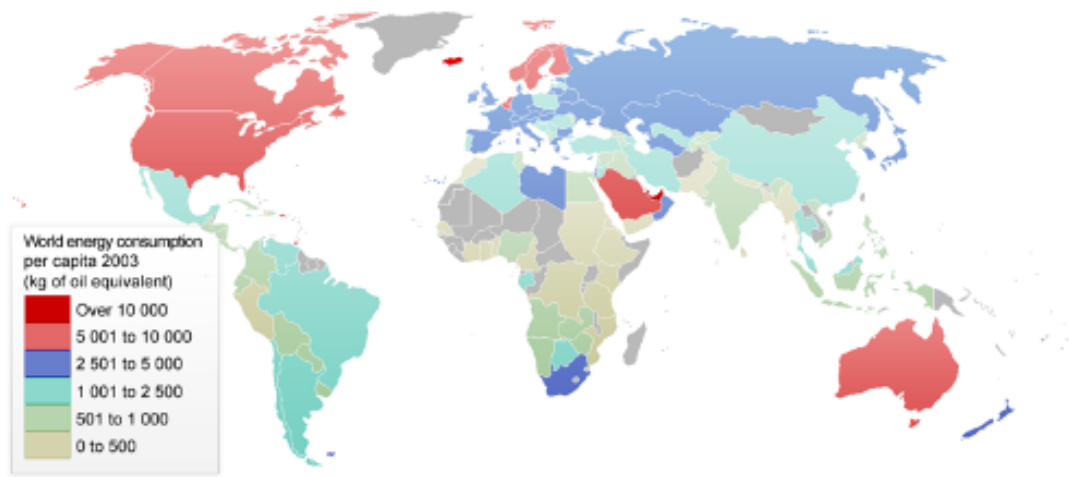 World energy consumption
per capita 2003
(kg of oil equivalent)
Over 10 000
5 001 to 10 000
2 501 to 5 000
1 001 to 2 500
501 to 1 000
0 to 500